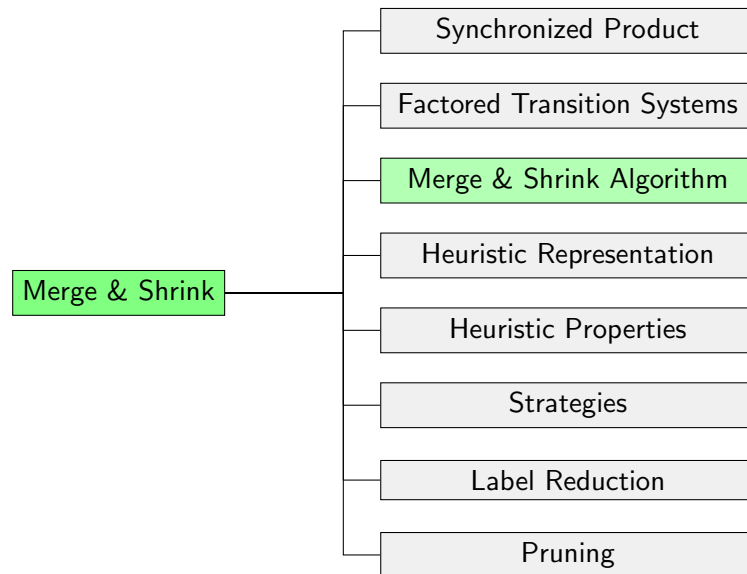 Synchronized Product
Factored Transition Systems
Merge & Shrink Algorithm
Heuristic Representation
Merge & Shrink
Heuristic Properties
Strategies
Label Reduction
Pruning